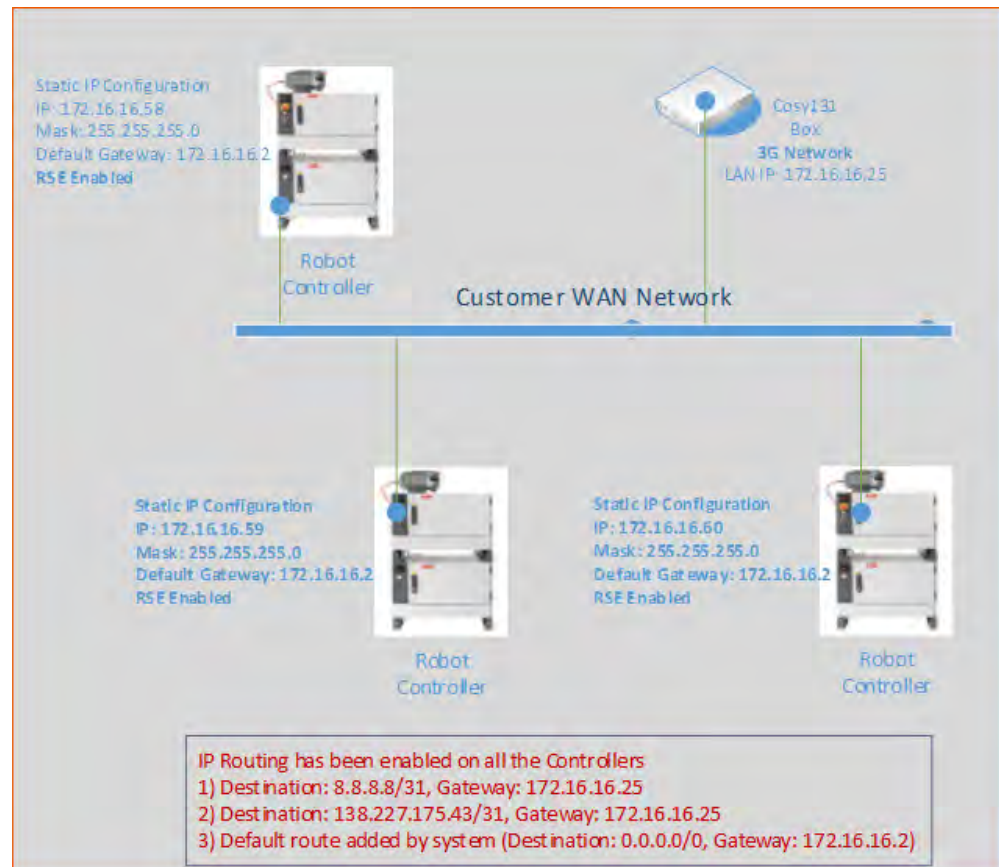 Static IP Configuration
IP: 172.16.16.58
Mask: 255.255.255.0
Default Gateway: 172.16.16.2
RSE Enabled
Robot
Controller
Cosy131
Box
3G Network
LAN IP: 172.16.16.25
Customer WAN Network
Static IP Configuration
IP: 172.16.16.59
Mask: 255.255.255.0
Default Gateway: 172.16.16.2
RSE Enabled
Robot
Controller
Static IP Configuration
IP: 172.16.16.60
Mask: 255.255.255.0
Default Gateway: 172.16.16.2
RSE Enabled
Robot
Controller
IP Routing has been enabled on all the Controllers
1) Destination: 8.8.8.8/31, Gateway: 172.16.16.25
2) Destination: 138.227.175.43/31, Gateway: 172.16.16.25
3) Default route added by system (Destination: 0.0.0.0/0, Gateway: 172.16.16.2)